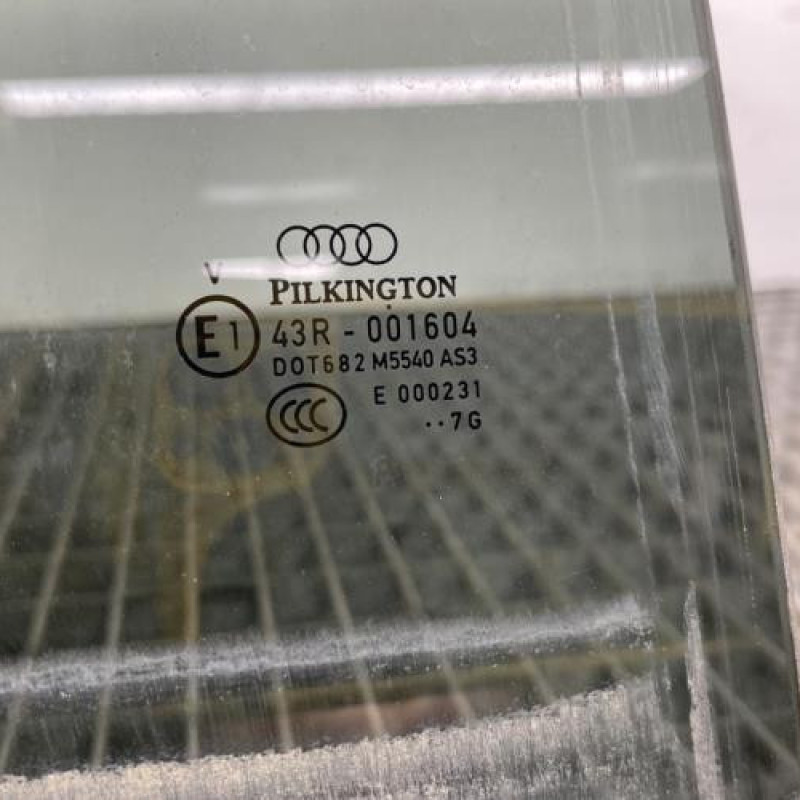 V
PILKINGTON
E1 43R - 001604
DOT682 M5540 AS3
CCC E 000231
··7G